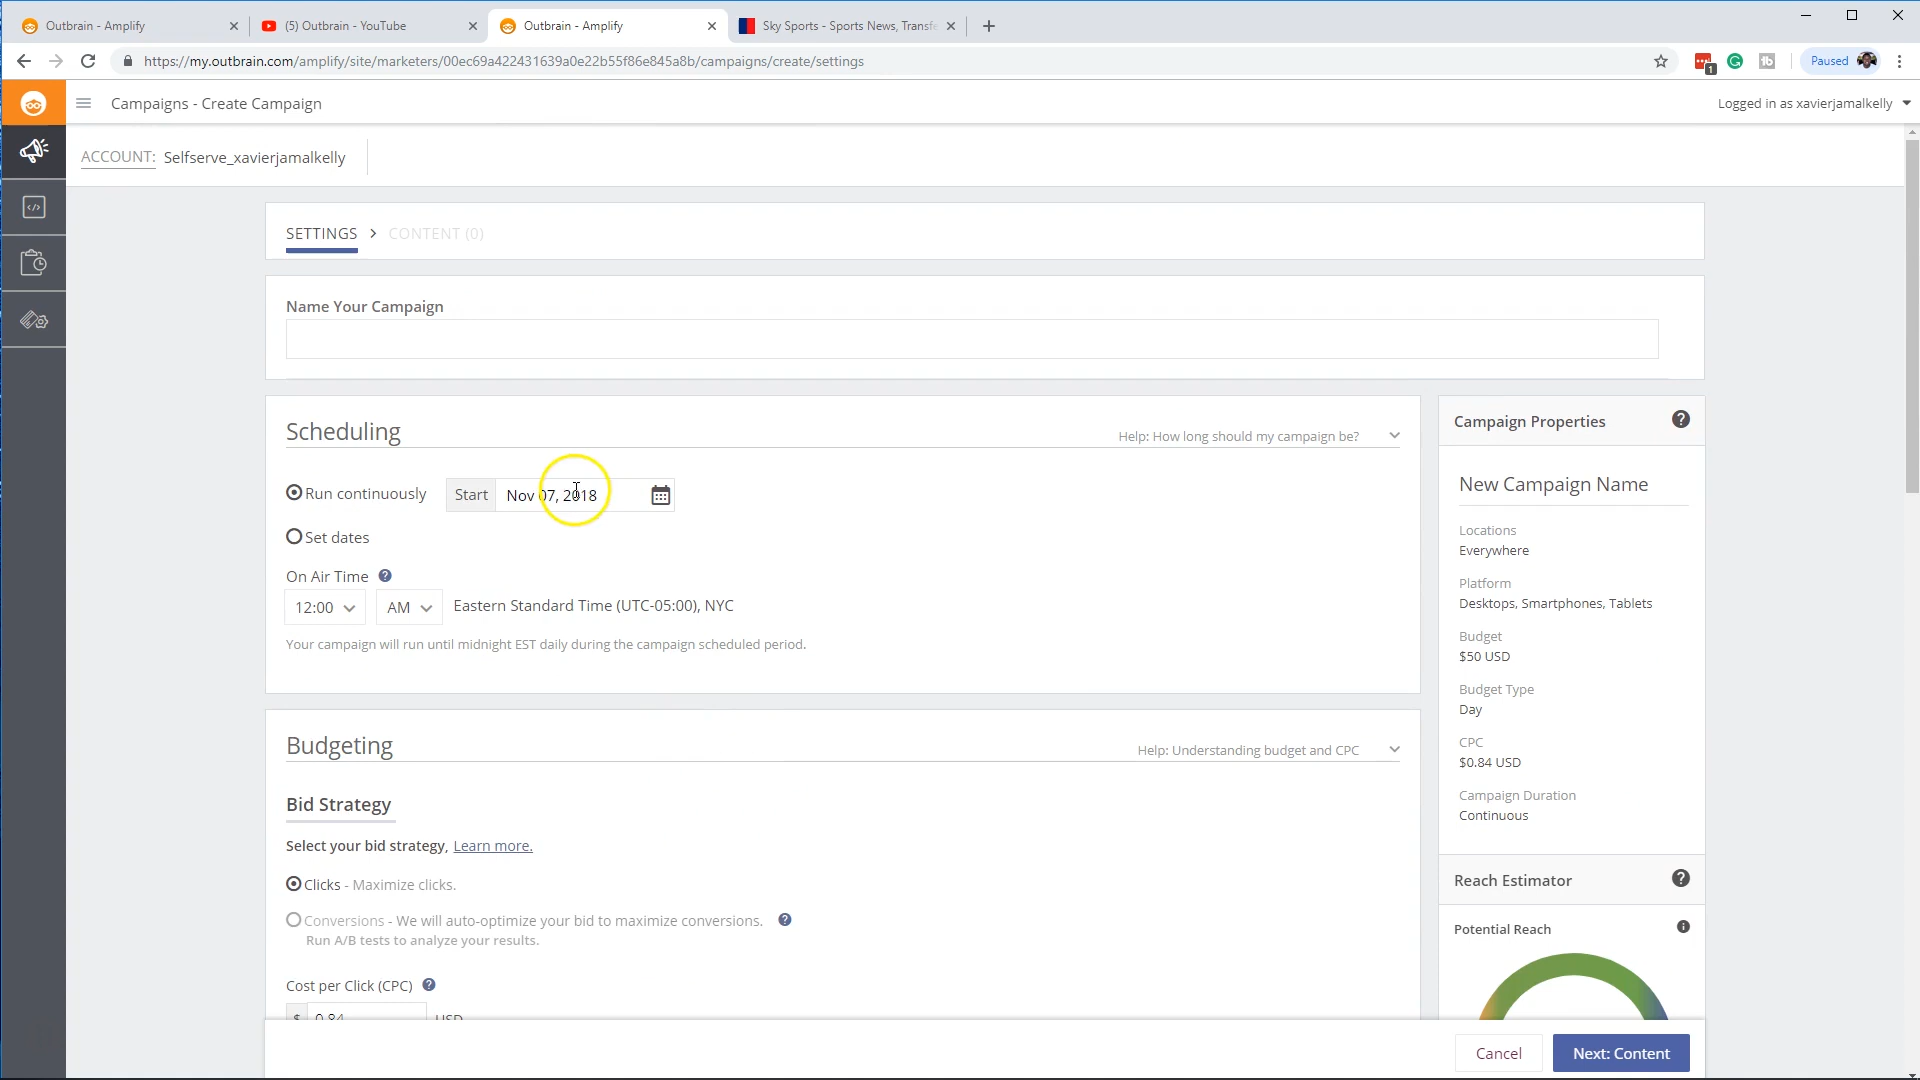 Outbrain - Amplify
(5) Outbrain - YouTube
Outbrain - Amplify
Sky Sports - Sports News, Transfe
https://my.outbrain.com/amplify/site/marketers/00ec69a422431639a0e22b55f86e845a8b/campaigns/create/settings
1
Paused
Campaigns - Create Campaign
Logged in as xavierjamalkelly
ACCOUNT: Selfserve_xavierjamalkelly
SETTINGS > CONTENT (0)
Name Your Campaign
Scheduling
Help: How long should my campaign be?
Run continuously
Start Nov 07, 2018
Set dates
On Air Time ?
12:00 AM Eastern Standard Time (UTC-05:00), NYC
Your campaign will run until midnight EST daily during the campaign scheduled period.
Budgeting
Help: Understanding budget and CPC
Bid Strategy
Select your bid strategy, Learn more.
Clicks - Maximize clicks.
Conversions - We will auto-optimize your bid to maximize conversions. ?
Run A/B tests to analyze your results.
Cost per Click (CPC) ?
$ 0.84 USD
Campaign Properties ?
New Campaign Name
Locations
Everywhere
Platform
Desktops, Smartphones, Tablets
Budget
$50 USD
Budget Type
Day
CPC
$0.84 USD
Campaign Duration
Continuous
Reach Estimator ?
Potential Reach
Cancel
Next: Content